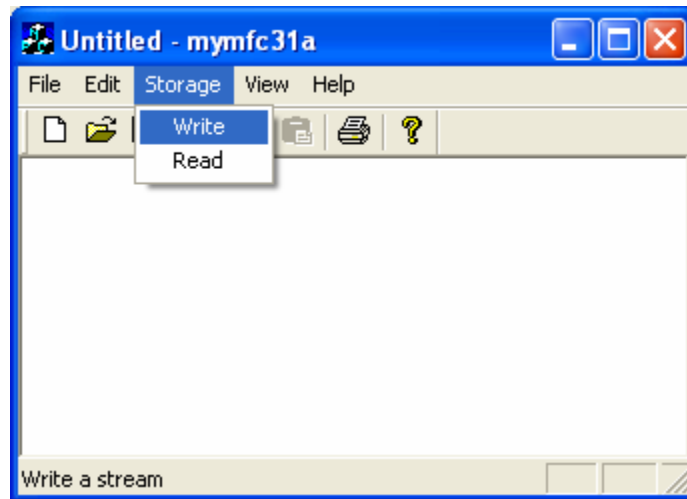 Untitled - mymfc31a
File Edit Storage View Help
Write
Read
Write a stream